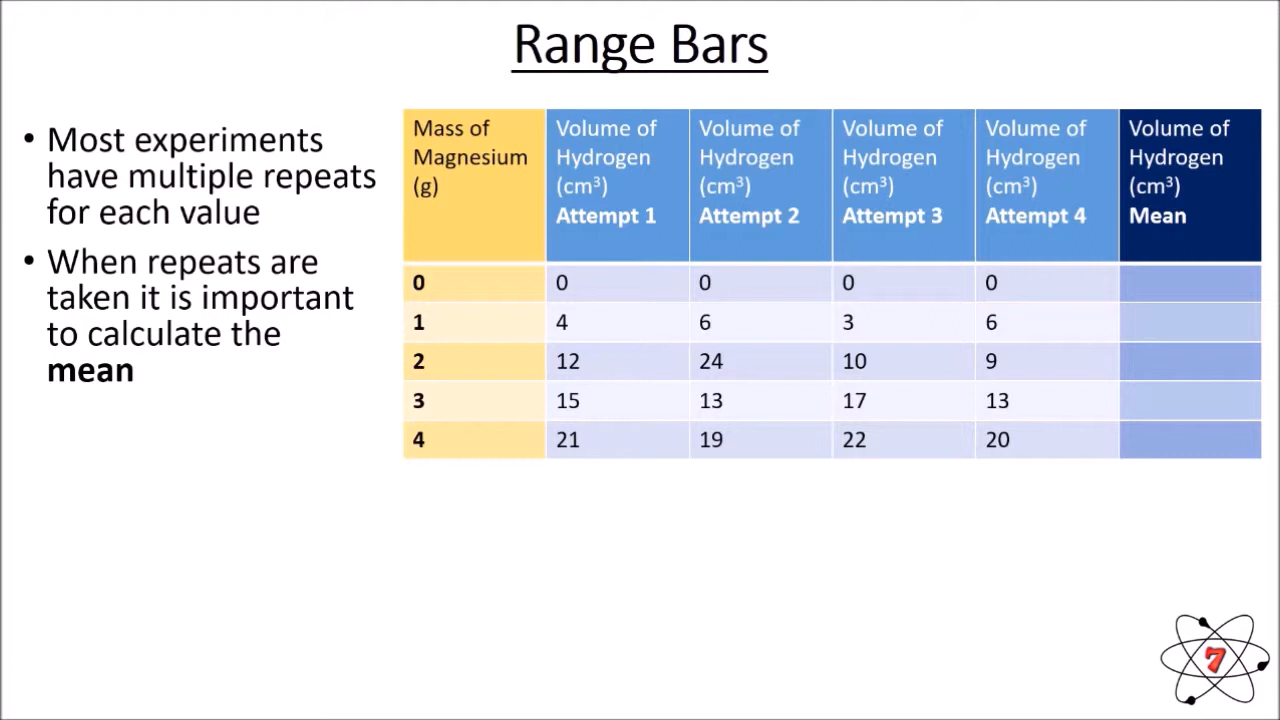 Range Bars
• Most experiments
have multiple repeats
for each value
• When repeats are
taken it is important
to calculate the
mean
Mass of Magnesium (g) Volume of Hydrogen (cm³) Attempt 1 Volume of Hydrogen (cm³) Attempt 2 Volume of Hydrogen (cm³) Attempt 3 Volume of Hydrogen (cm³) Attempt 4 Volume of Hydrogen (cm³) Mean
0 0 0 0 0
1 4 6 3 6
2 12 24 10 9
3 15 13 17 13
4 21 19 22 20
7